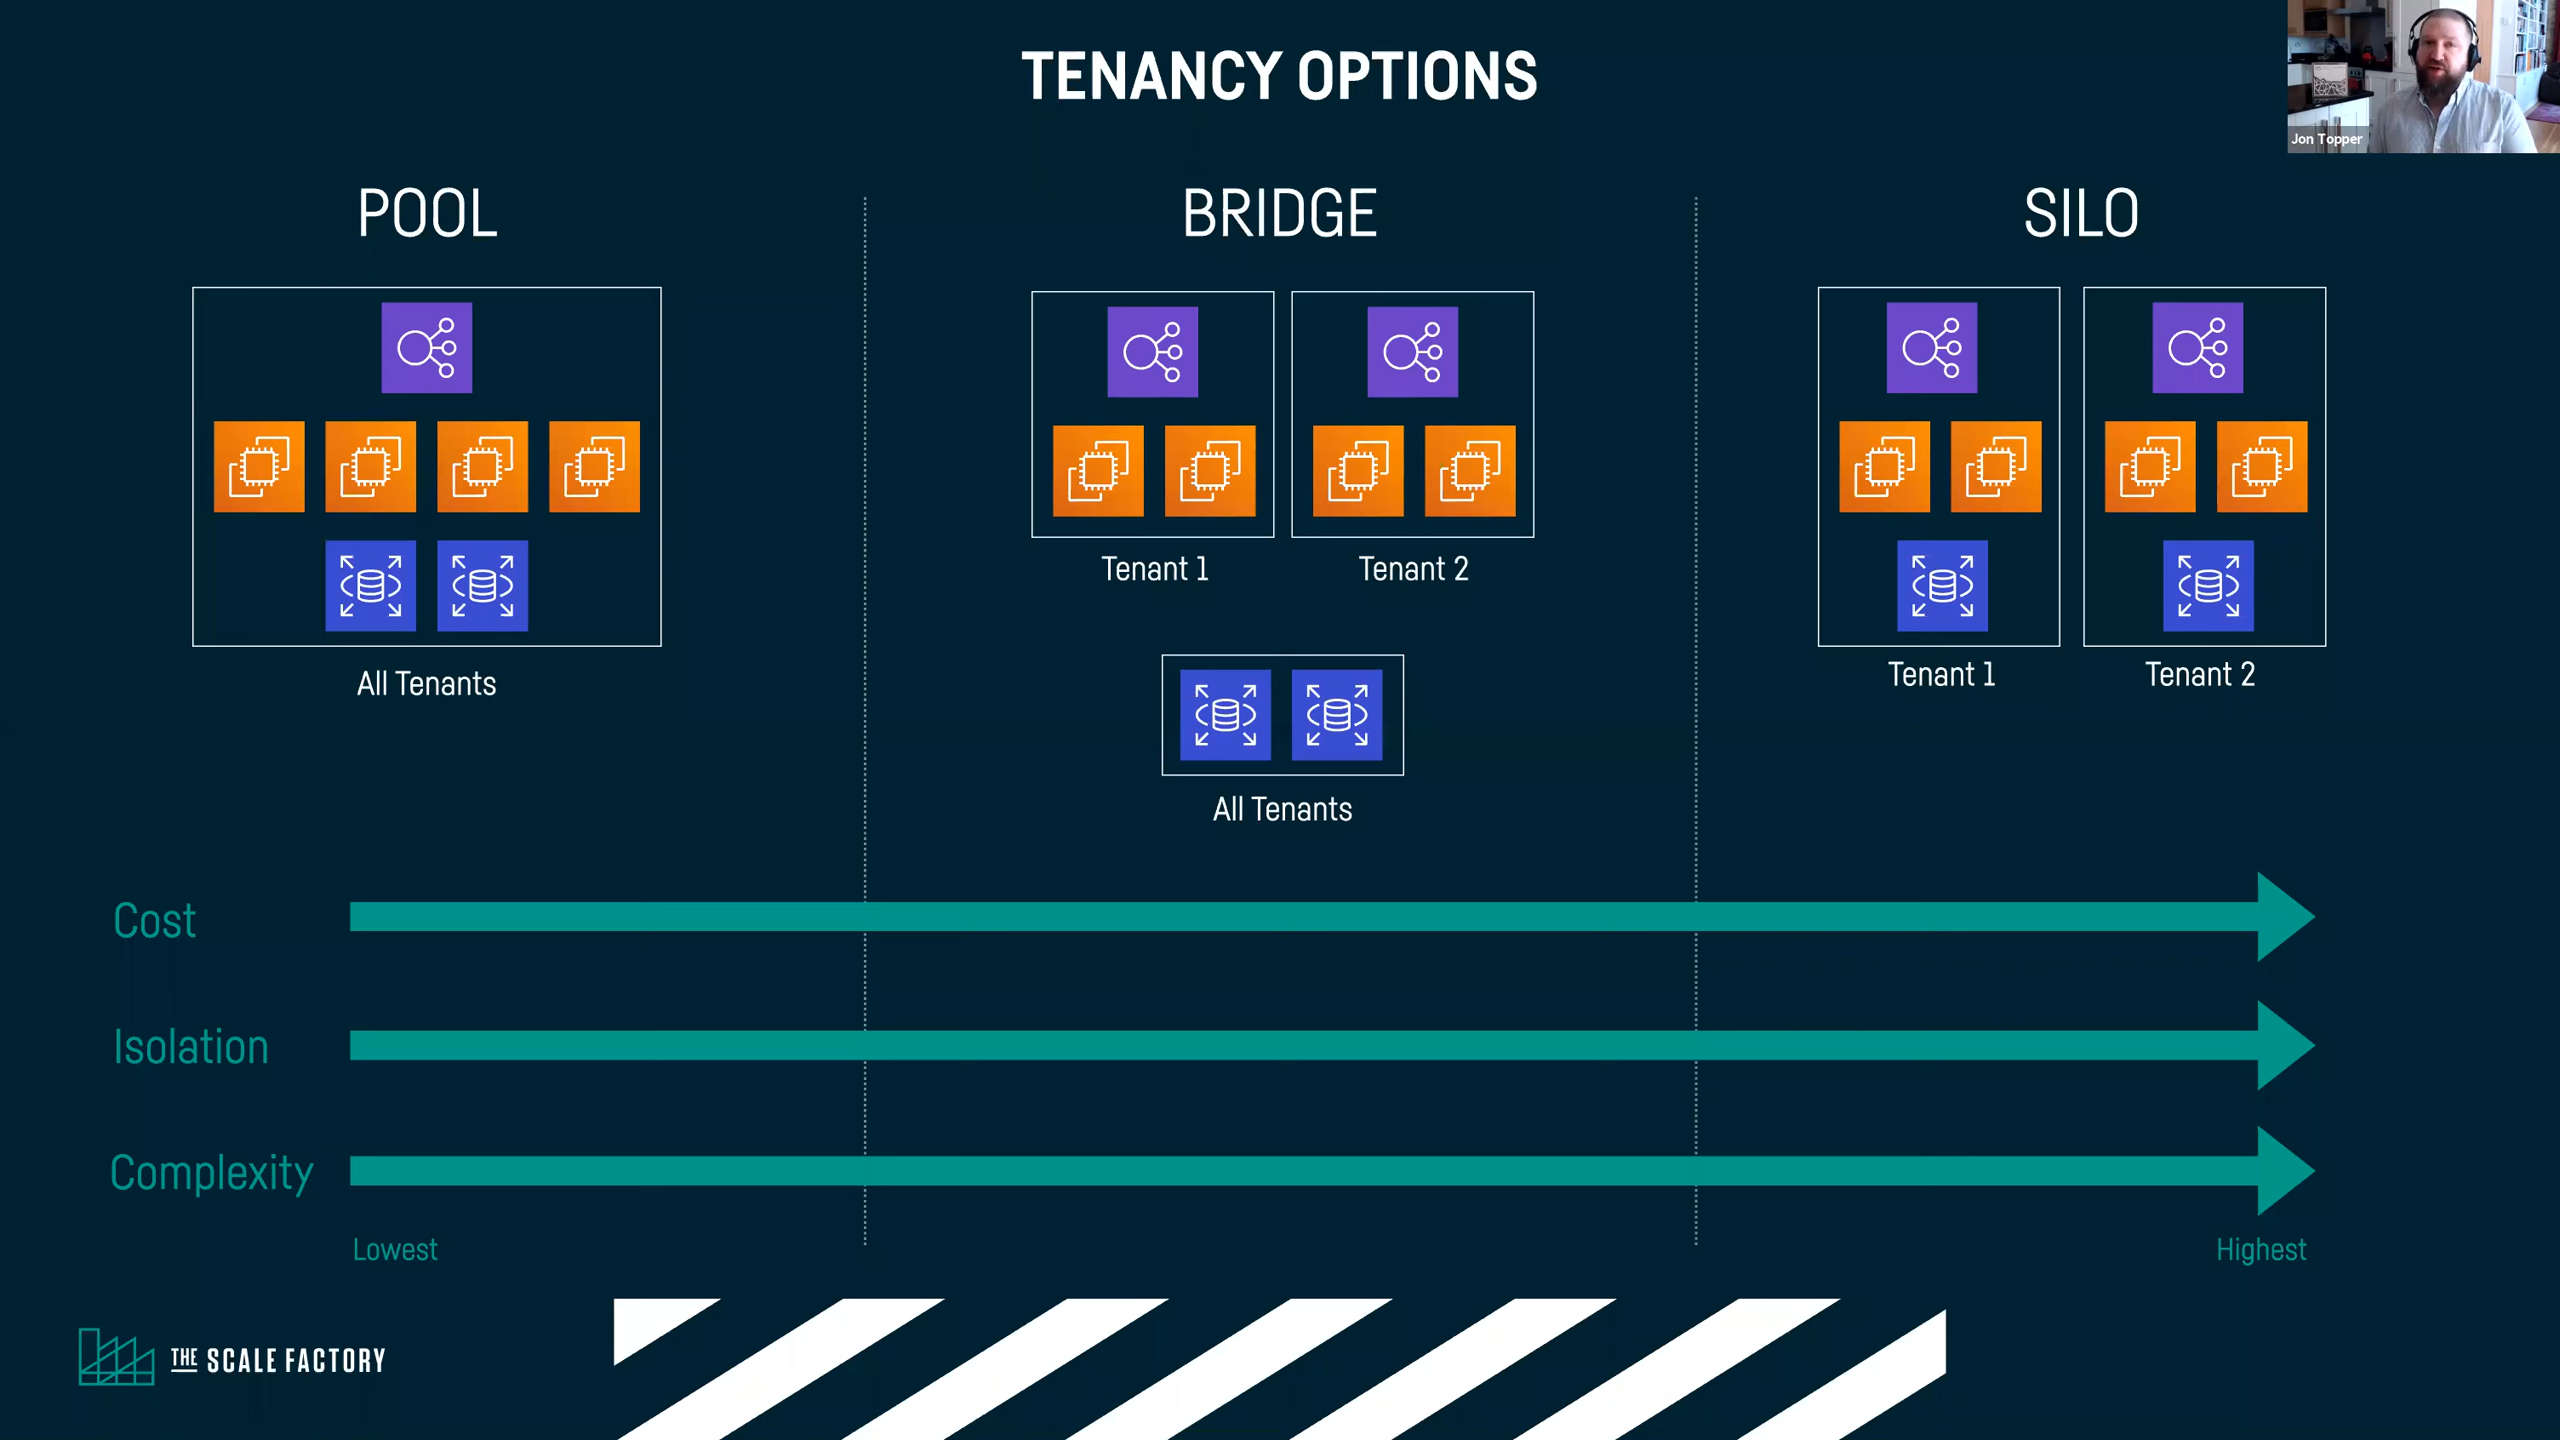 TENANCY OPTIONS
Jon Topper
POOL
BRIDGE
SILO
Tenant 1
Tenant 2
All Tenants
Tenant 1
Tenant 2
All Tenants
Cost
Isolation
Complexity
Lowest
Highest
THE SCALE FACTORY